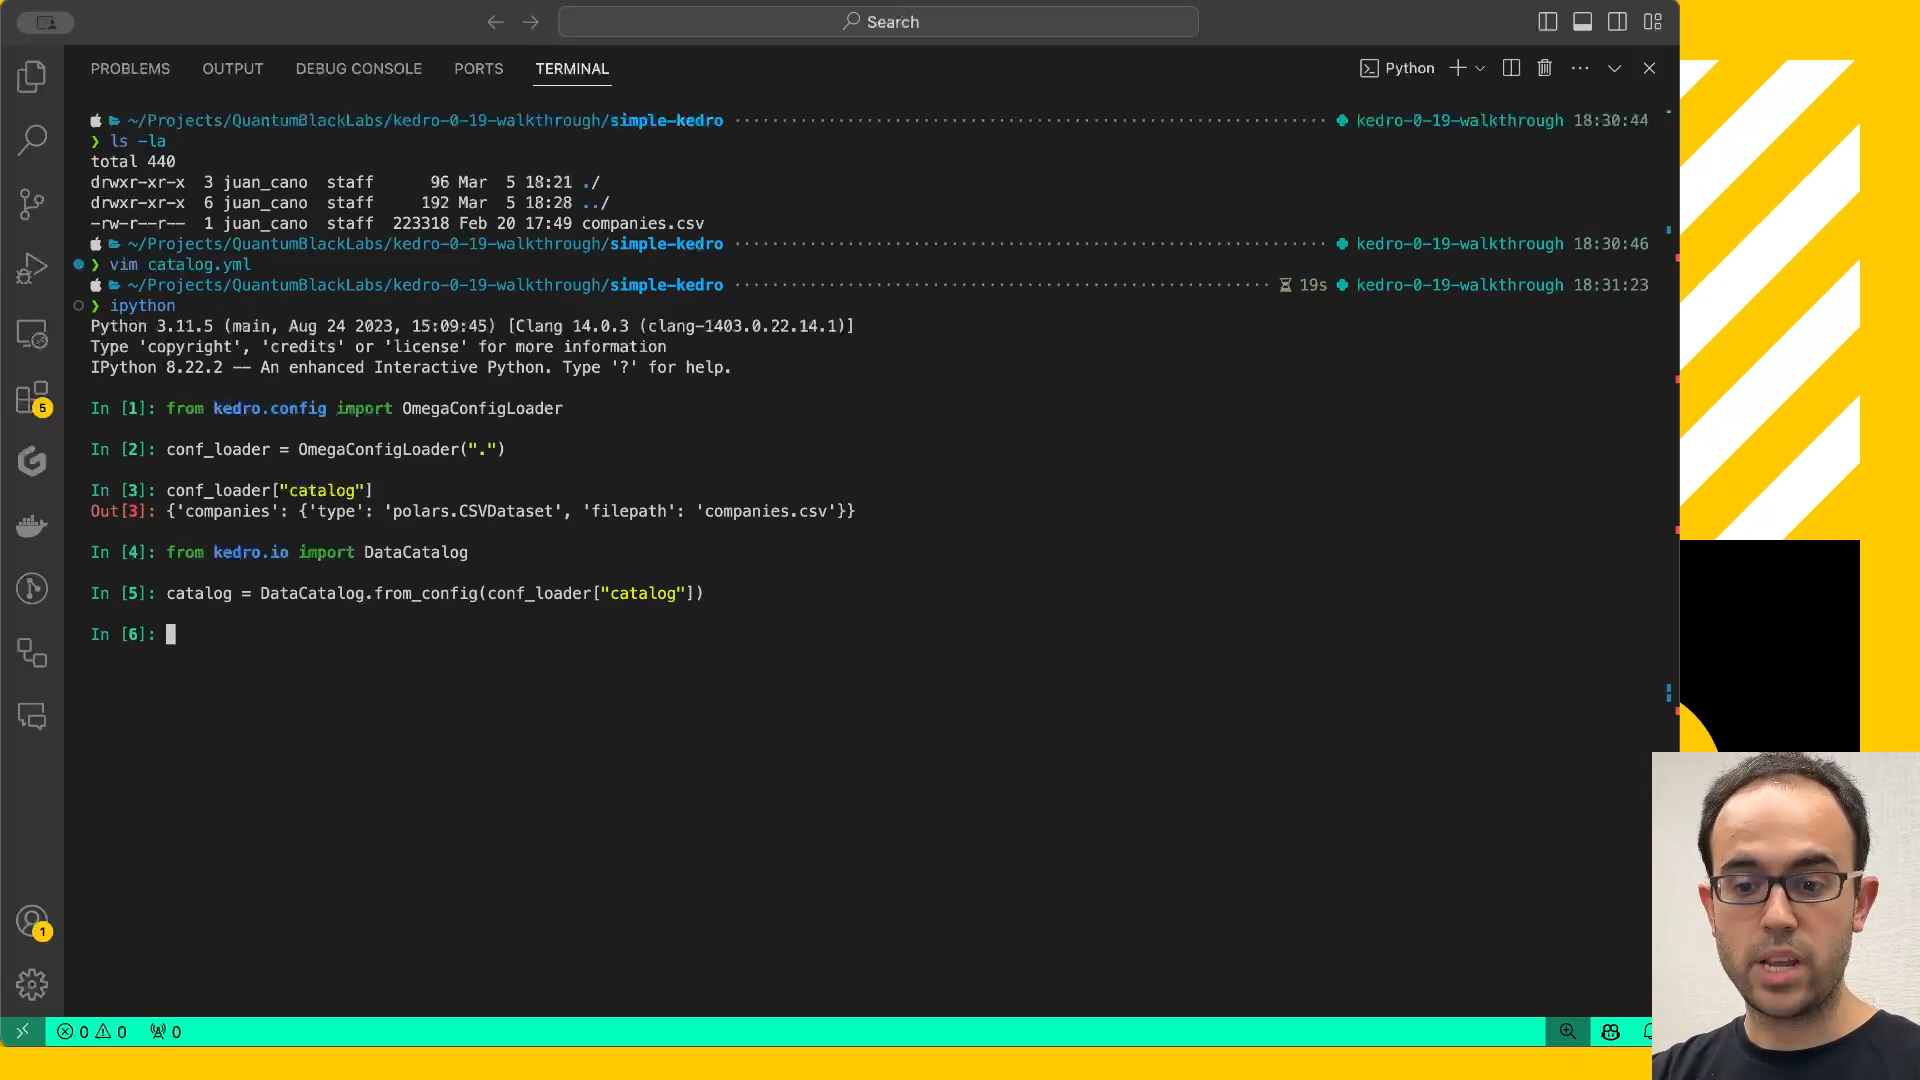 Search
PROBLEMS OUTPUT DEBUG CONSOLE PORTS TERMINAL Python
~/Projects/QuantumBlackLabs/kedro-0-19-walkthrough/simple-kedro kedro-0-19-walkthrough 18:30:44
❯ ls -la
total 440
drwxr-xr-x 3 juan_cano staff 96 Mar 5 18:21 ./
drwxr-xr-x 6 juan_cano staff 192 Mar 5 18:28 ../
-rw-r--r-- 1 juan_cano staff 223318 Feb 20 17:49 companies.csv
~/Projects/QuantumBlackLabs/kedro-0-19-walkthrough/simple-kedro kedro-0-19-walkthrough 18:30:46
❯ vim catalog.yml
~/Projects/QuantumBlackLabs/kedro-0-19-walkthrough/simple-kedro 19s kedro-0-19-walkthrough 18:31:23
❯ ipython
Python 3.11.5 (main, Aug 24 2023, 15:09:45) [Clang 14.0.3 (clang-1403.0.22.14.1)]
Type 'copyright', 'credits' or 'license' for more information
IPython 8.22.2 -- An enhanced Interactive Python. Type '?' for help.
In [1]: from kedro.config import OmegaConfigLoader
In [2]: conf_loader = OmegaConfigLoader(".")
In [3]: conf_loader["catalog"]
Out[3]: {'companies': {'type': 'polars.CSVDataset', 'filepath': 'companies.csv'}}
In [4]: from kedro.io import DataCatalog
In [5]: catalog = DataCatalog.from_config(conf_loader["catalog"])
In [6]:
5
1
0 0 0